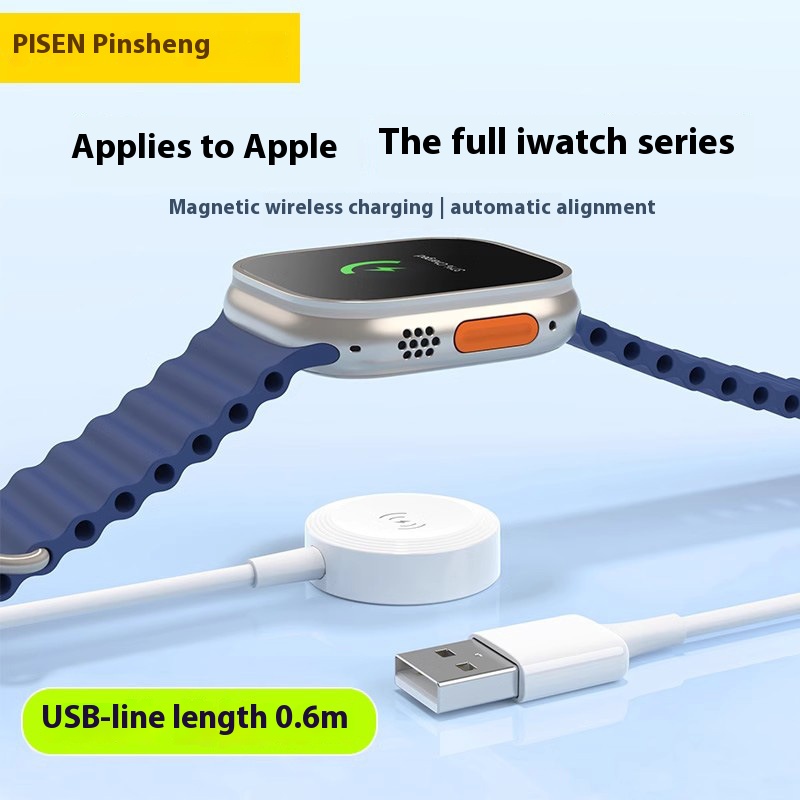 PISEN Pinsheng
Applies to Apple The full iwatch series
Magnetic wireless charging | automatic alignment
USB-line length 0.6m